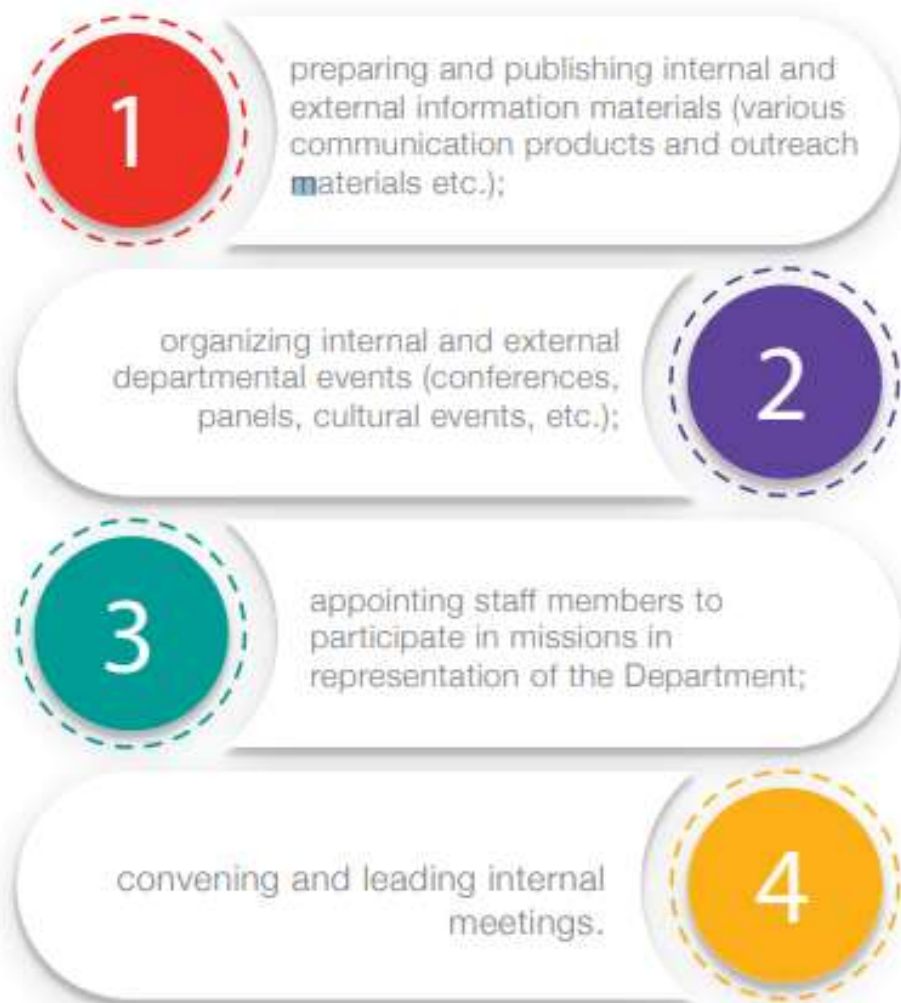 1
preparing and publishing internal and
external information materials (various
communication products and outreach
materials etc.);
organizing internal and external
departmental events (conferences,
panels, cultural events, etc.);
2
3
appointing staff members to
participate in missions in
representation of the Department;
convening and leading internal
meetings.
4